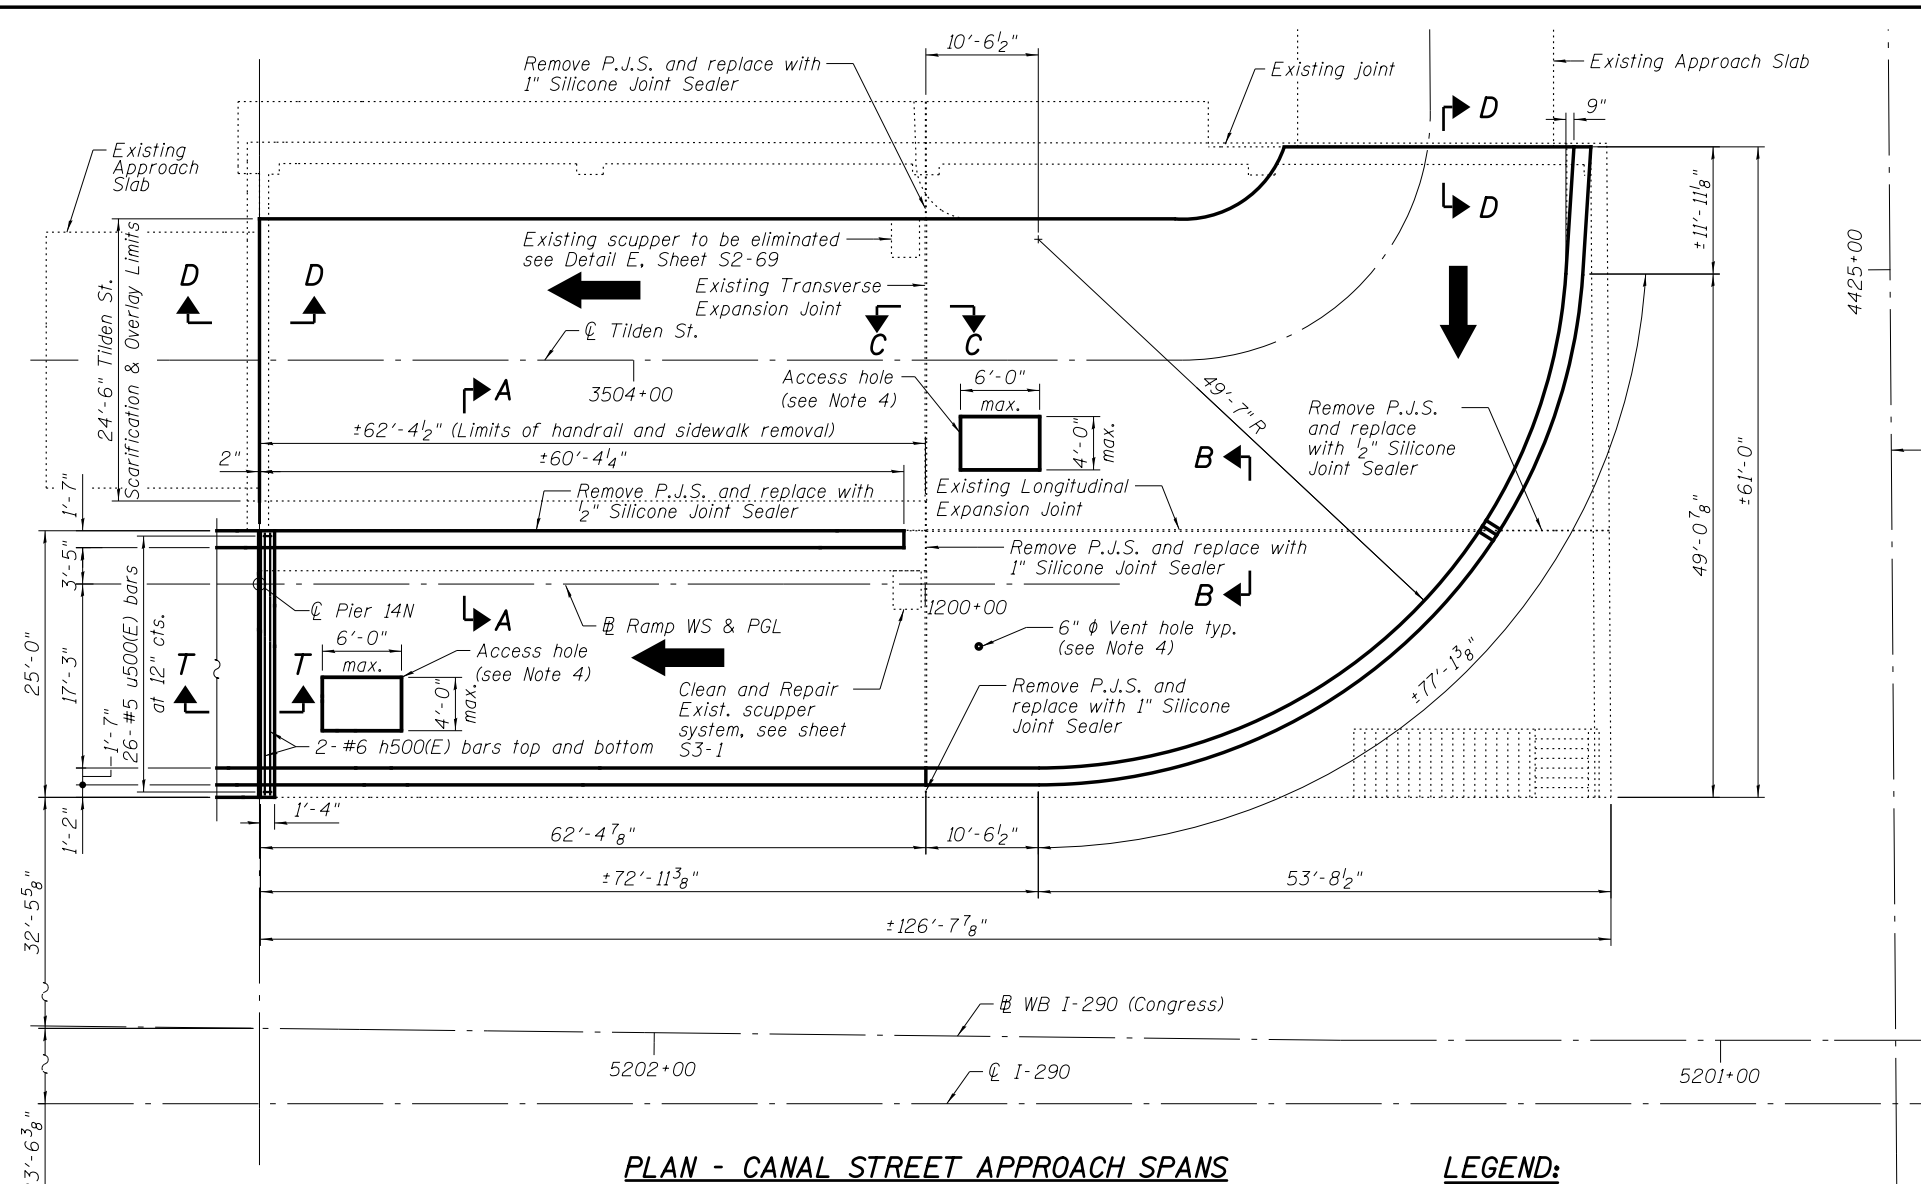 10'-6½"
Remove P.J.S. and replace with
1" Silicone Joint Sealer
Existing joint
Existing Approach Slab
D
9"
Existing
Approach
Slab
±11'-11⅛"
D
24'-6" Tilden St.
Scarification & Overlay Limits
Existing scupper to be eliminated
see Detail E, Sheet S2-69
4425+00
D
D
Existing Transverse
Expansion Joint
℄ Tilden St.
C
C
Access hole
(see Note 4)
6'-0"
max.
4'-0"
max.
49'-7" R
A
3504+00
Remove P.J.S.
and replace
with ½" Silicone
Joint Sealer
±62'-4½" (Limits of handrail and sidewalk removal)
2"
±60'-4¼"
B
±61'-0"
1'-7"
Remove P.J.S. and replace with
½" Silicone Joint Sealer
Existing Longitudinal
Expansion Joint
49'-0⅞"
3'-5"
Remove P.J.S. and replace with
1" Silicone Joint Sealer
26-#5 u500(E) bars
at 12" cts.
℄ Pier 14N
A
B
1200+00
℄ Ramp WS & PGL
6" ϕ Vent hole typ.
(see Note 4)
25'-0"
17'-3"
6'-0"
max.
4'-0"
max.
Access hole
(see Note 4)
T
T
±77'-1⅜"
Clean and Repair
Exist. scupper
system, see sheet
S3-1
Remove P.J.S. and
replace with 1" Silicone
Joint Sealer
1'-7"
2-#6 h500(E) bars top and bottom
1'-2"
1'-4"
62'-4⅞"
10'-6½"
32'-5⅝"
±72'-11⅜"
53'-8½"
±126'-7⅞"
℄ WB I-290 (Congress)
5202+00
℄ I-290
5201+00
3'-6⅜"
PLAN - CANAL STREET APPROACH SPANS
LEGEND: